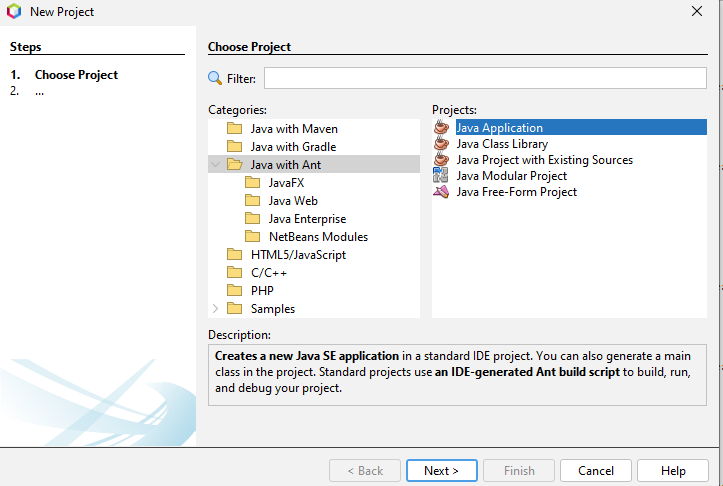 New Project
Steps
1. Choose Project
2. ...
Choose Project
Filter:
Categories:
Java with Maven
Java with Gradle
Java with Ant
JavaFX
Java Web
Java Enterprise
NetBeans Modules
HTML5/JavaScript
C/C++
PHP
Samples
Projects:
Java Application
Java Class Library
Java Project with Existing Sources
Java Modular Project
Java Free-Form Project
Description:
Creates a new Java SE application in a standard IDE project. You can also generate a main
class in the project. Standard projects use an IDE-generated Ant build script to build, run,
and debug your project.
< Back
Next >
Finish
Cancel
Help